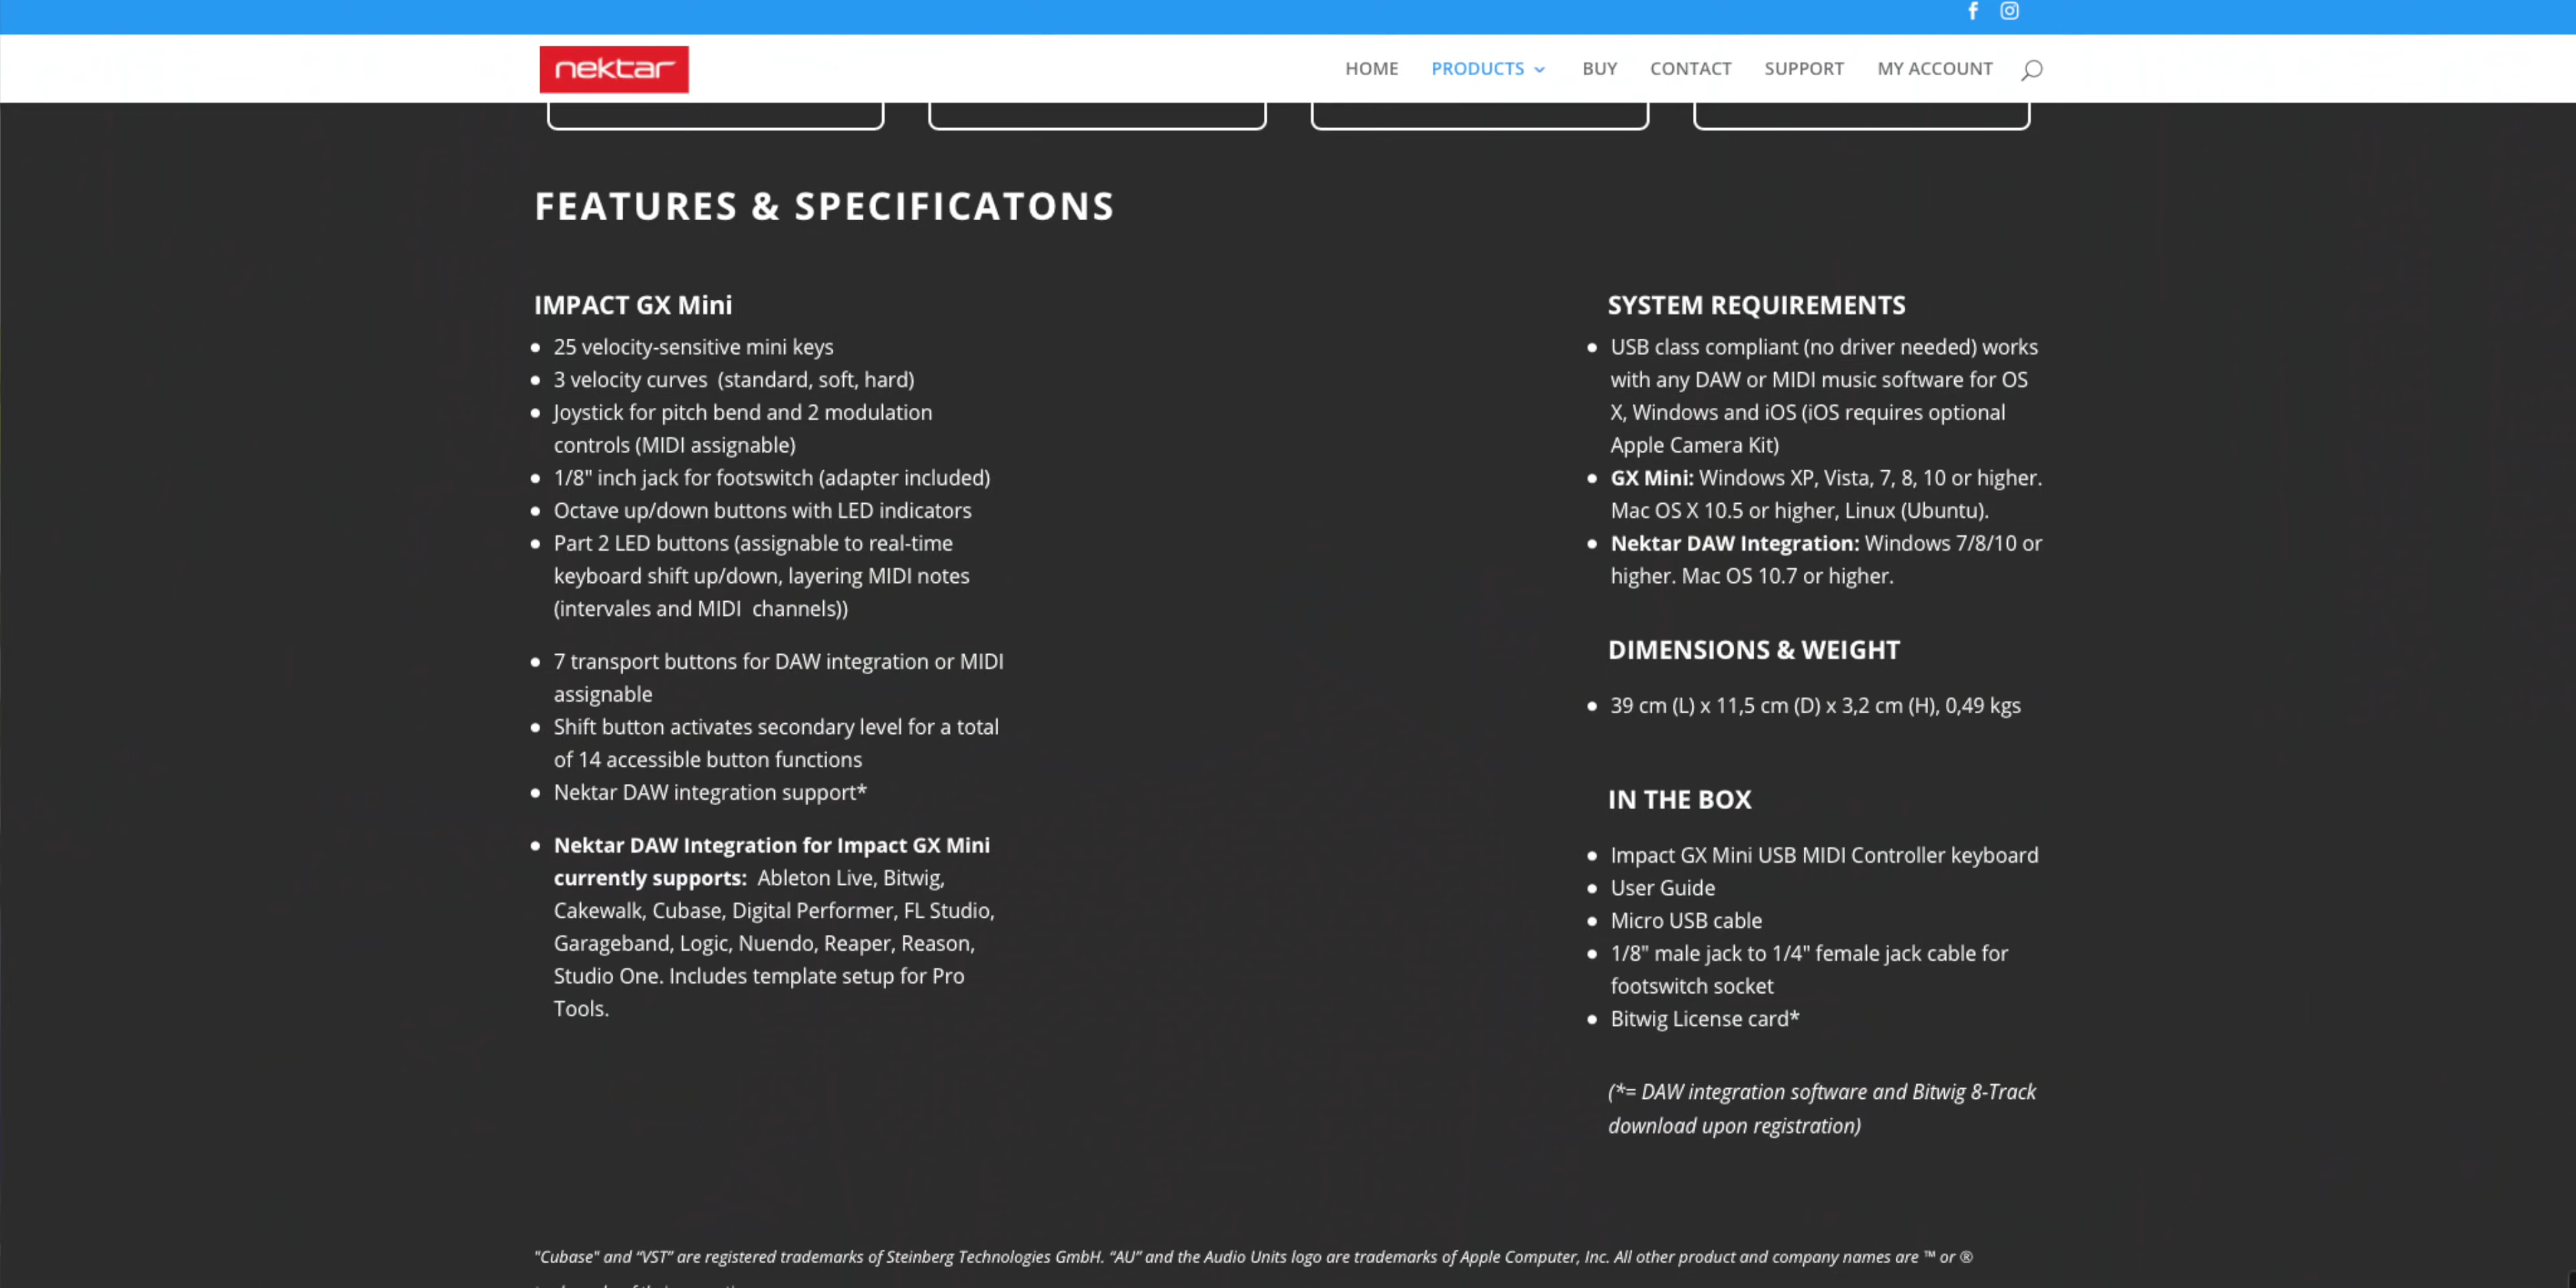 nektar
HOME PRODUCTS BUY CONTACT SUPPORT MY ACCOUNT
FEATURES & SPECIFICATONS
IMPACT GX Mini
25 velocity-sensitive mini keys
3 velocity curves (standard, soft, hard)
Joystick for pitch bend and 2 modulation
controls (MIDI assignable)
1/8" inch jack for footswitch (adapter included)
Octave up/down buttons with LED indicators
Part 2 LED buttons (assignable to real-time
keyboard shift up/down, layering MIDI notes
(intervales and MIDI channels))
7 transport buttons for DAW integration or MIDI
assignable
Shift button activates secondary level for a total
of 14 accessible button functions
Nektar DAW integration support*
Nektar DAW Integration for Impact GX Mini
currently supports: Ableton Live, Bitwig,
Cakewalk, Cubase, Digital Performer, FL Studio,
Garageband, Logic, Nuendo, Reaper, Reason,
Studio One. Includes template setup for Pro
Tools.
SYSTEM REQUIREMENTS
USB class compliant (no driver needed) works
with any DAW or MIDI music software for OS
X, Windows and iOS (iOS requires optional
Apple Camera Kit)
GX Mini: Windows XP, Vista, 7, 8, 10 or higher.
Mac OS X 10.5 or higher, Linux (Ubuntu).
Nektar DAW Integration: Windows 7/8/10 or
higher. Mac OS 10.7 or higher.
DIMENSIONS & WEIGHT
39 cm (L) x 11,5 cm (D) x 3,2 cm (H), 0,49 kgs
IN THE BOX
Impact GX Mini USB MIDI Controller keyboard
User Guide
Micro USB cable
1/8" male jack to 1/4" female jack cable for
footswitch socket
Bitwig License card*
(*= DAW integration software and Bitwig 8-Track
download upon registration)
"Cubase" and “VST” are registered trademarks of Steinberg Technologies GmbH. “AU” and the Audio Units logo are trademarks of Apple Computer, Inc. All other product and company names are ™ or ®